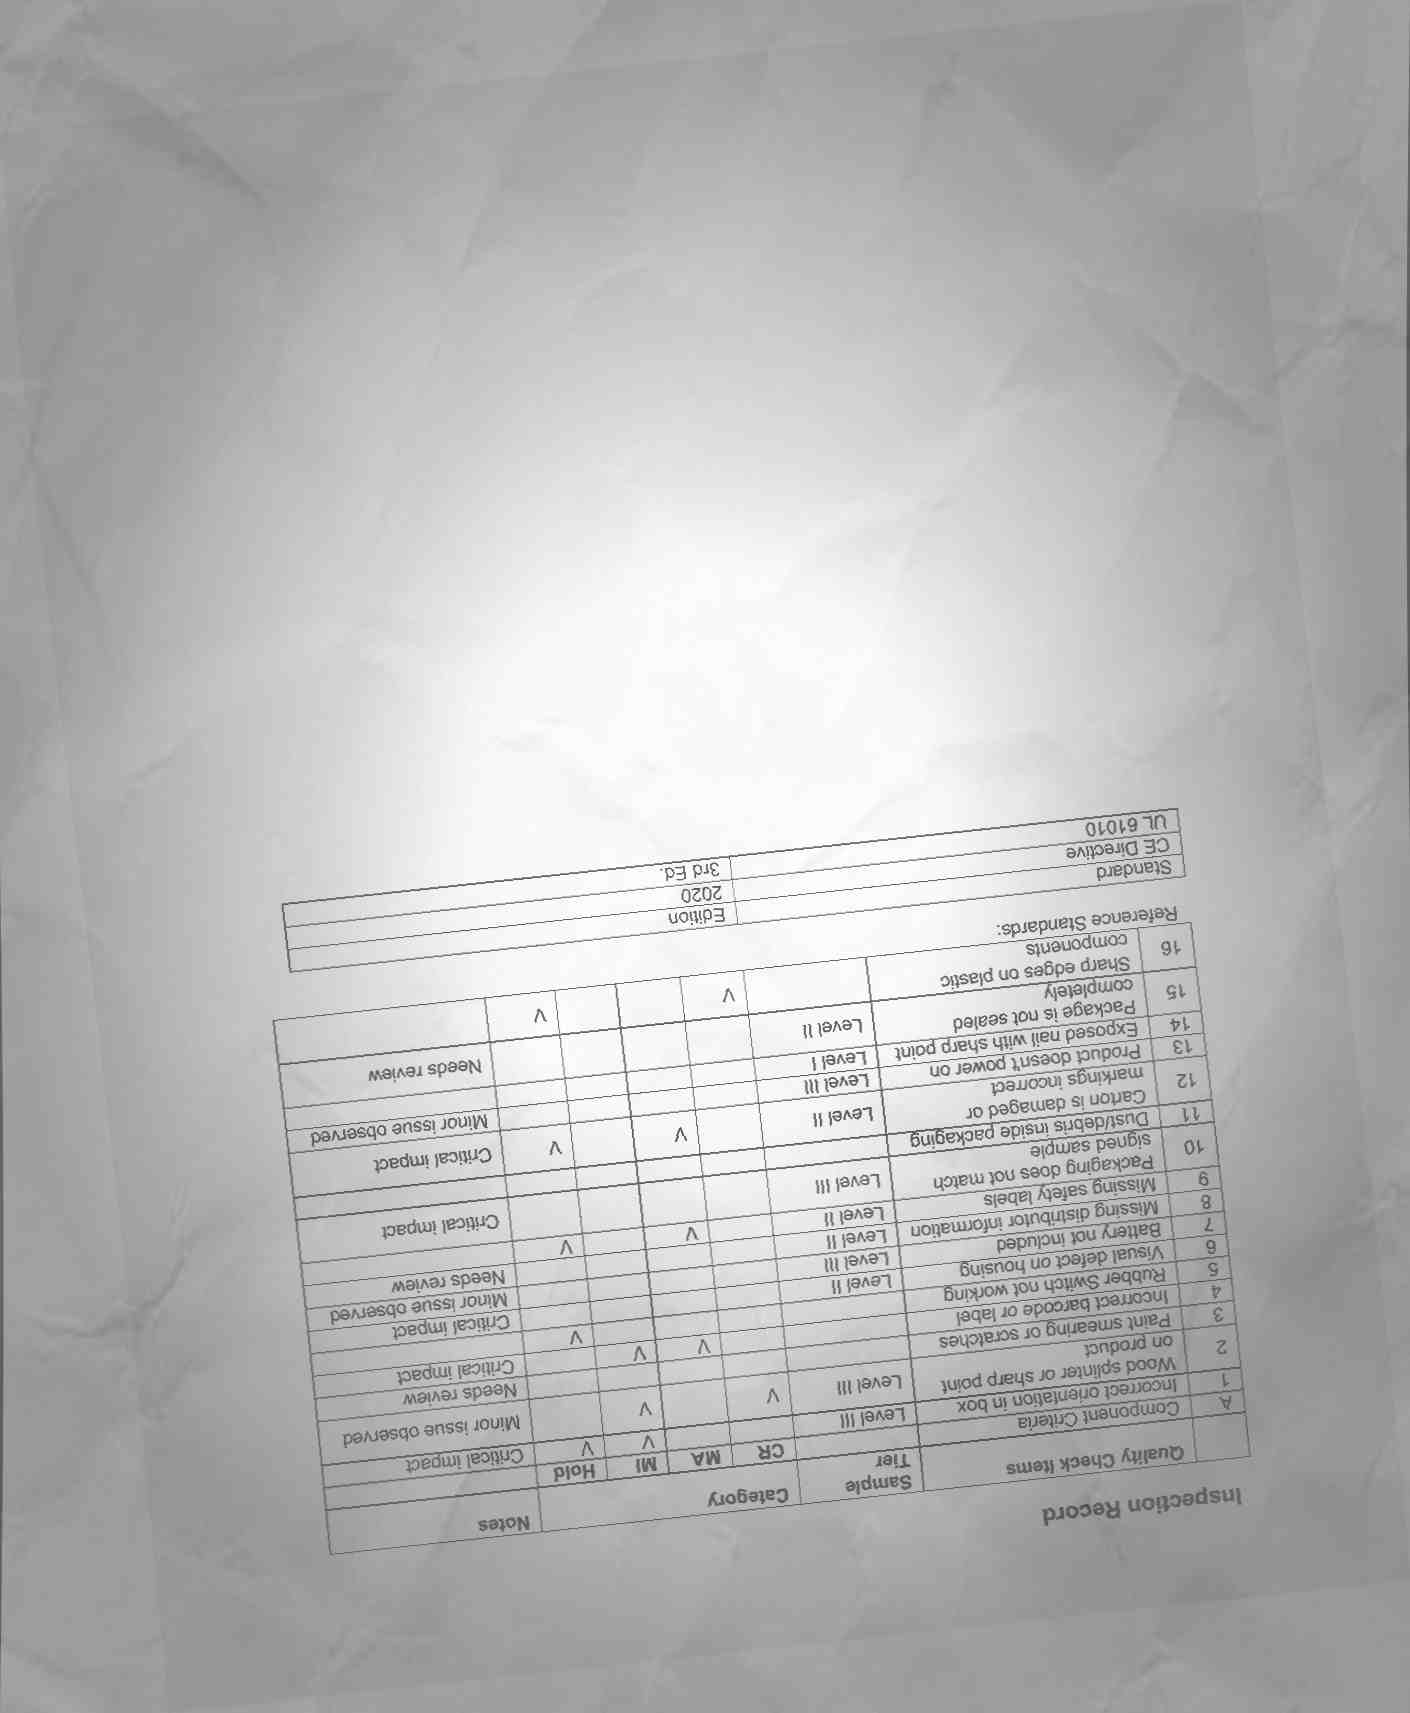 Inspection Record
Quality Check Items Sample Tier Category Notes
CR MA MI Hold
A Component Criteria
1 Incorrect orientation in box Level III V V Critical impact
2 Wood splinter or sharp point
on product Level III V V Minor issue observed
3 Paint smearing or scratches Needs review
4 Incorrect barcode or label V V Critical impact
5 Rubber Switch not working V
6 Visual defect on housing Level II Critical impact
7 Battery not included Level III Minor issue observed
8 Missing distributor information Level II Needs review
9 Missing safety labels Level II V V
10 Packaging does not match
signed sample Level III Critical impact
11 Dust/debris inside packaging
12 Carton is damaged or
markings incorrect Level II V V Critical impact
13 Product doesn't power on Level III Minor issue observed
14 Exposed nail with sharp point Level I
15 Package is not sealed
completely Level II Needs review
16 Sharp edges on plastic
components V V
Reference Standards:
Standard Edition
CE Directive 2020
UL 61010 3rd Ed.